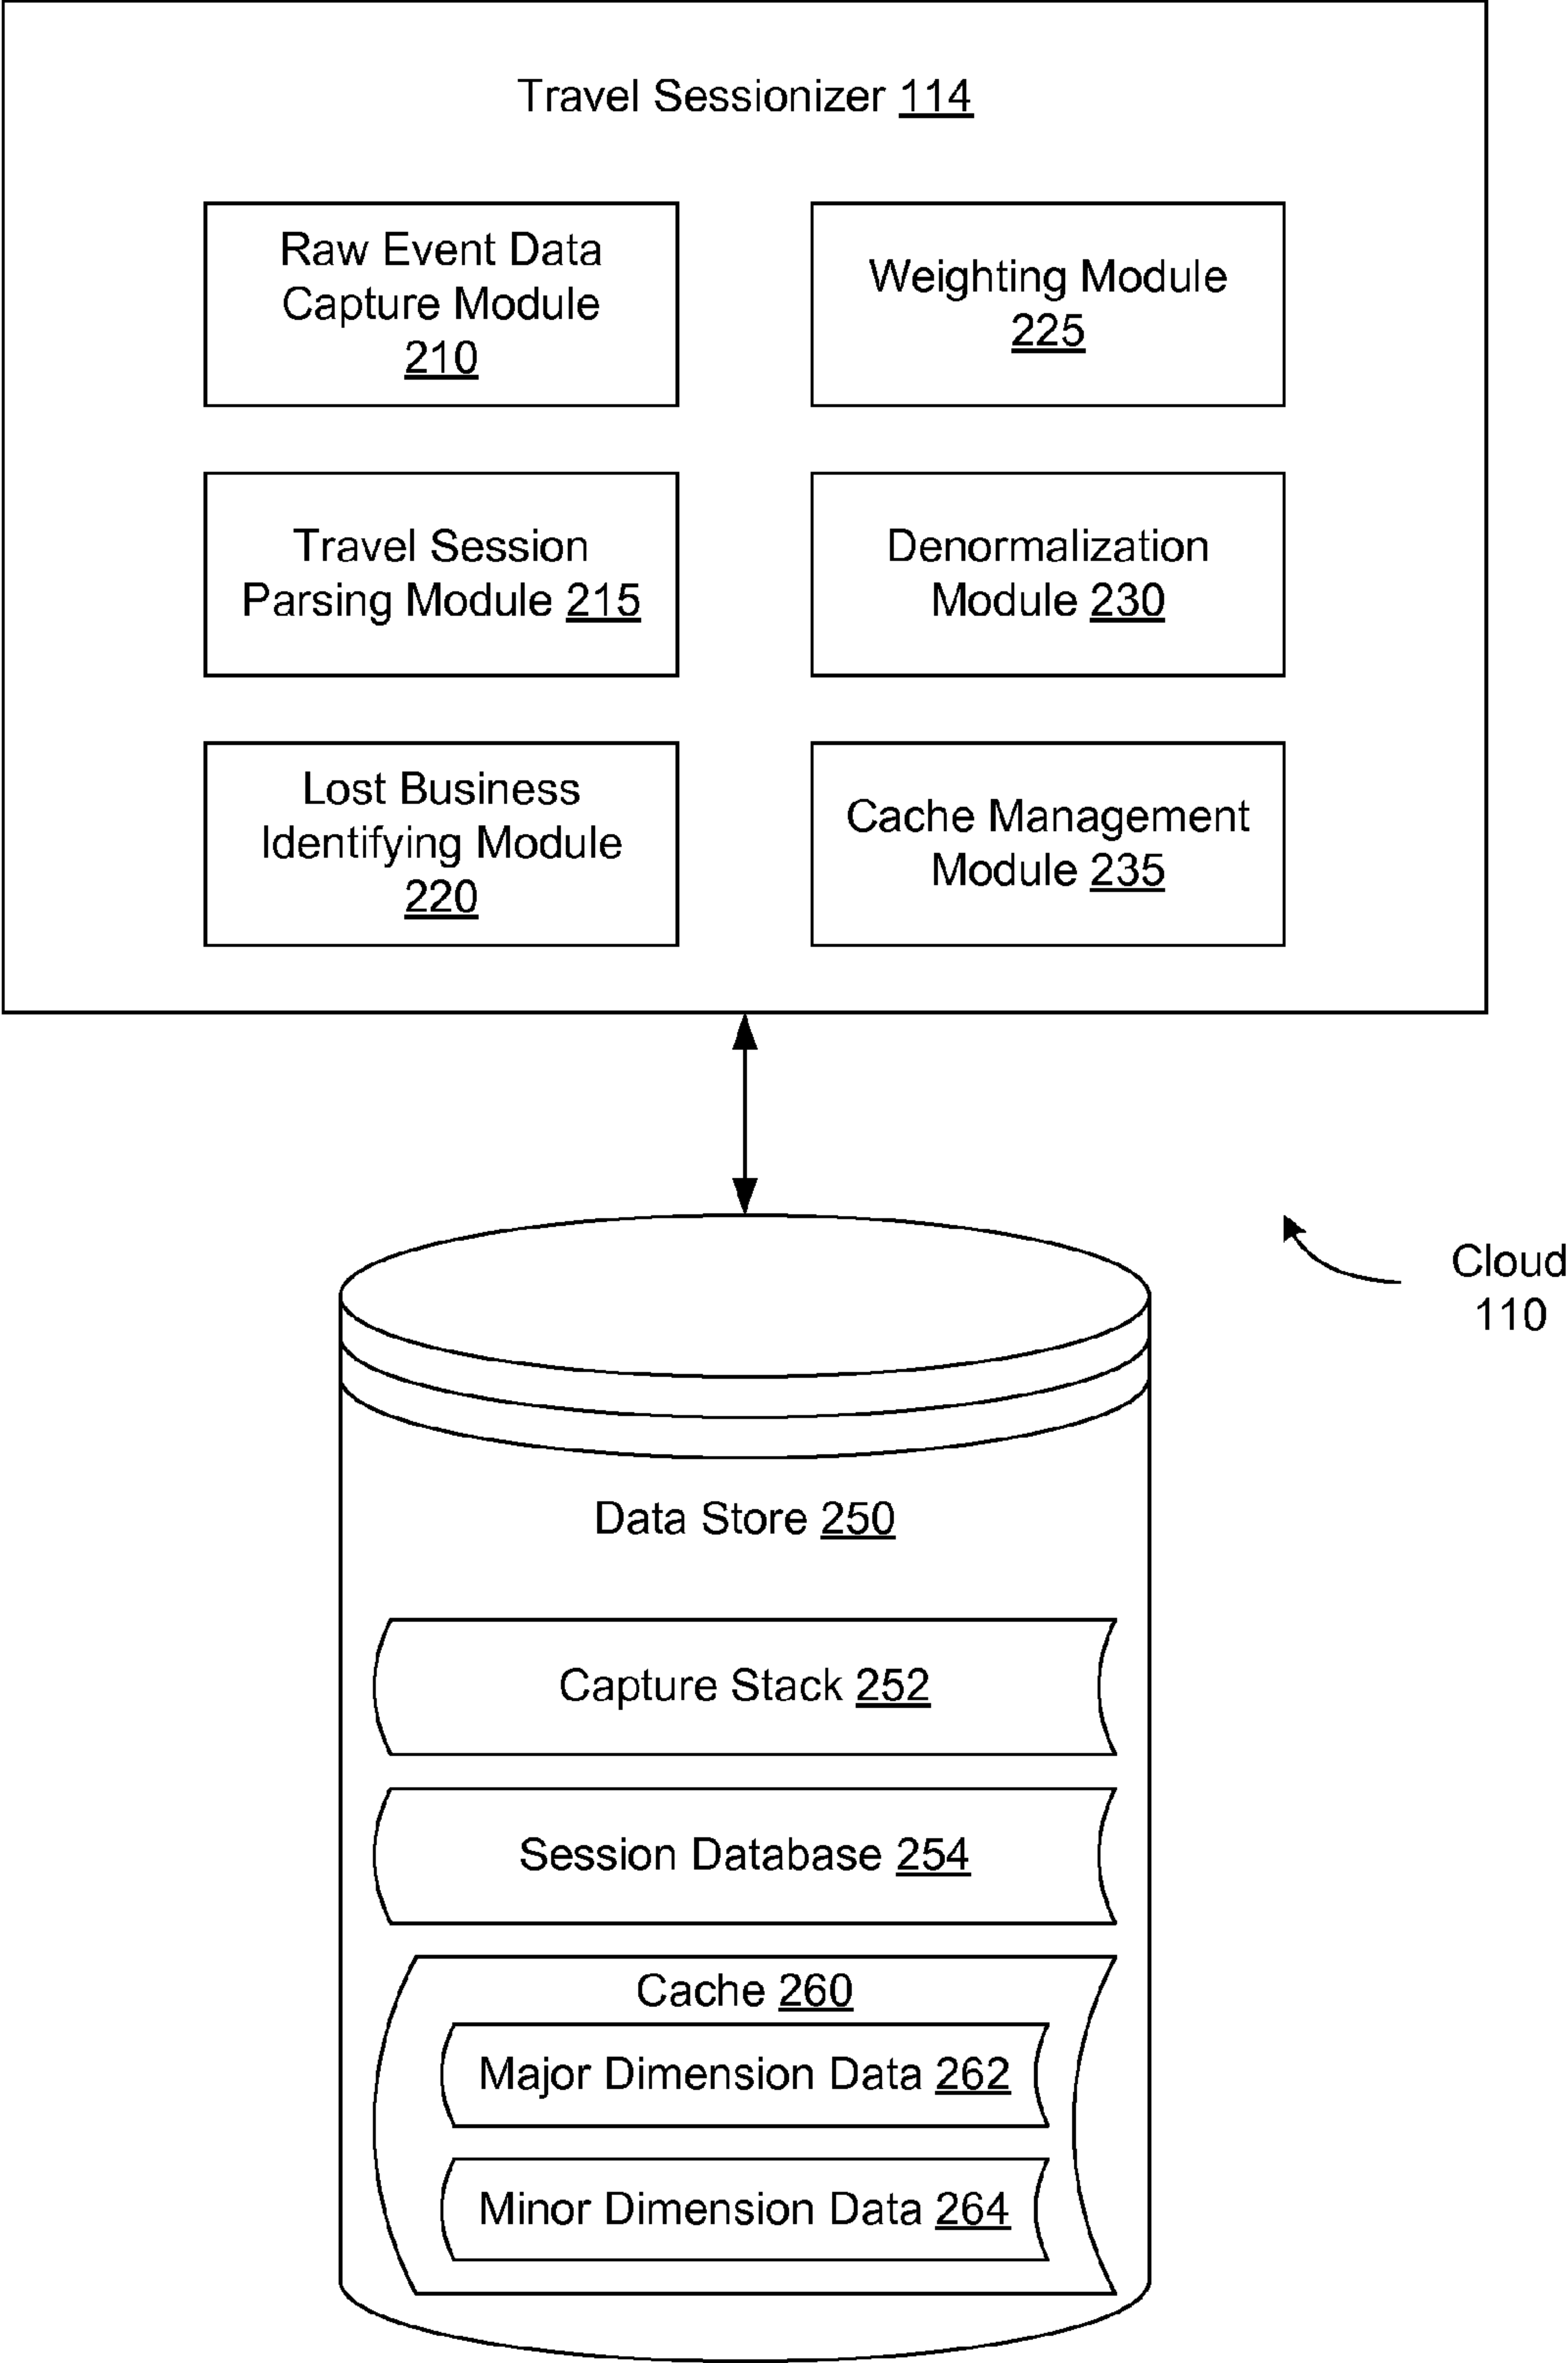 Travel Sessionizer 114
Raw Event Data
Capture Module
210
Weighting Module
225
Travel Session
Parsing Module 215
Denormalization
Module 230
Lost Business
Identifying Module
220
Cache Management
Module 235
Cloud
110
Data Store 250
Capture Stack 252
Session Database 254
Cache 260
Major Dimension Data 262
Minor Dimension Data 264